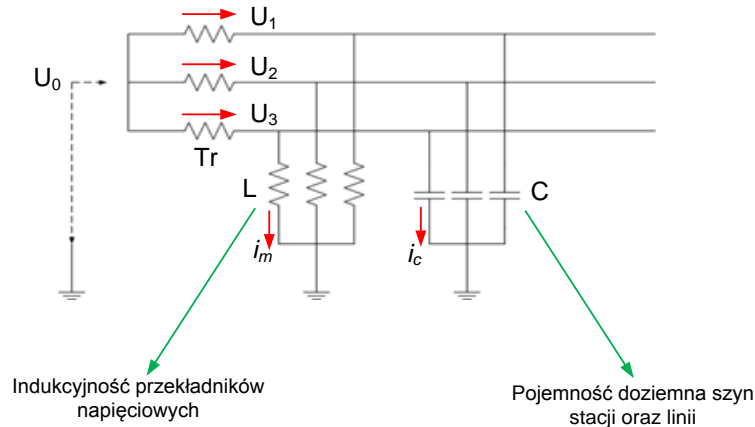 U1
U2
U0
U3
Tr
L
C
im
ic
Indukcyjność przekładników
napięciowych
Pojemność doziemna szyn
stacji oraz linii